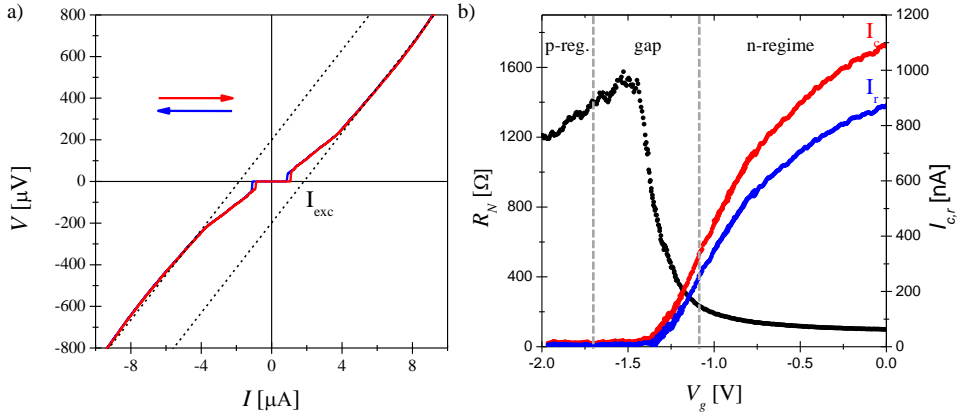 a)
800
600
400
200
0
-200
-400
-600
-800
V [µV]
-8
-4
0
4
8
I [µA]
I_exc
b)
p-reg.
gap
n-regime
I_c
I_r
1600
1200
800
400
0
R_N [Ω]
1200
1000
800
600
400
200
0
I_c,r [nA]
-2.0
-1.5
-1.0
-0.5
0.0
V_g [V]